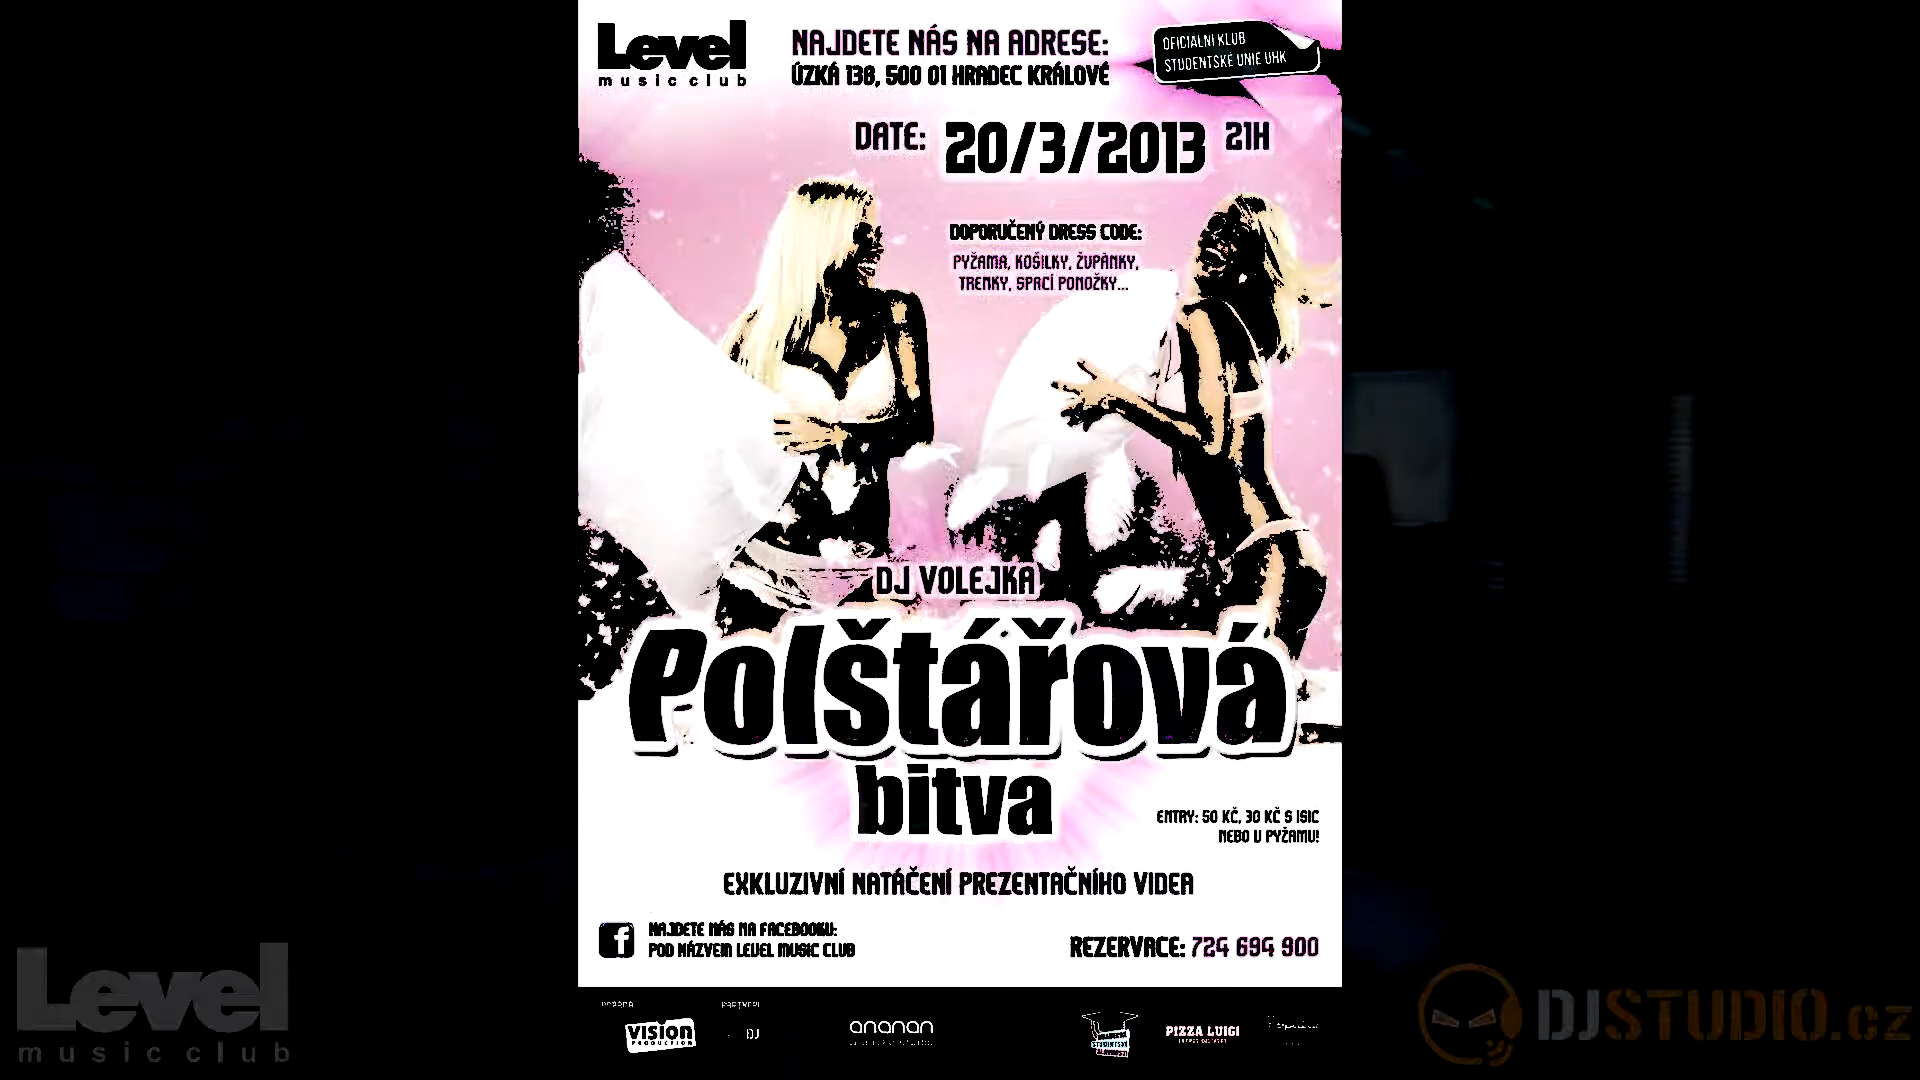 Level
music club
NAJDETE NÁS NA ADRESE:
ÚZKÁ 138, 500 01 HRADEC KRÁLOVÉ
OFICIÁLNÍ KLUB
STUDENTSKÉ UNIE UHK
DATE: 20/3/2013 21H
DOPORUČENÝ DRESS CODE:
PYŽAMA, KOŠILKY, ŽUPÁNKY,
TRENKY, SPACÍ PONOŽKY...
DJ VOLEJKA
Polštářová
bitva
ENTRY: 50 KČ, 30 KČ S ISIC
NEBO V PYŽAMU!
EXKLUZIVNÍ NATÁČENÍ PREZENTAČNÍHO VIDEA
f
NAJDETE NÁS NA FACEBOOKU:
POD NÁZVEM LEVEL MUSIC CLUB
REZERVACE: 724 694 900
PARTNEŘI
VISION
PRODUCTION
DJ
ananan
PIZZA LUIGI
Level
music club
DJSTUDIO.cz